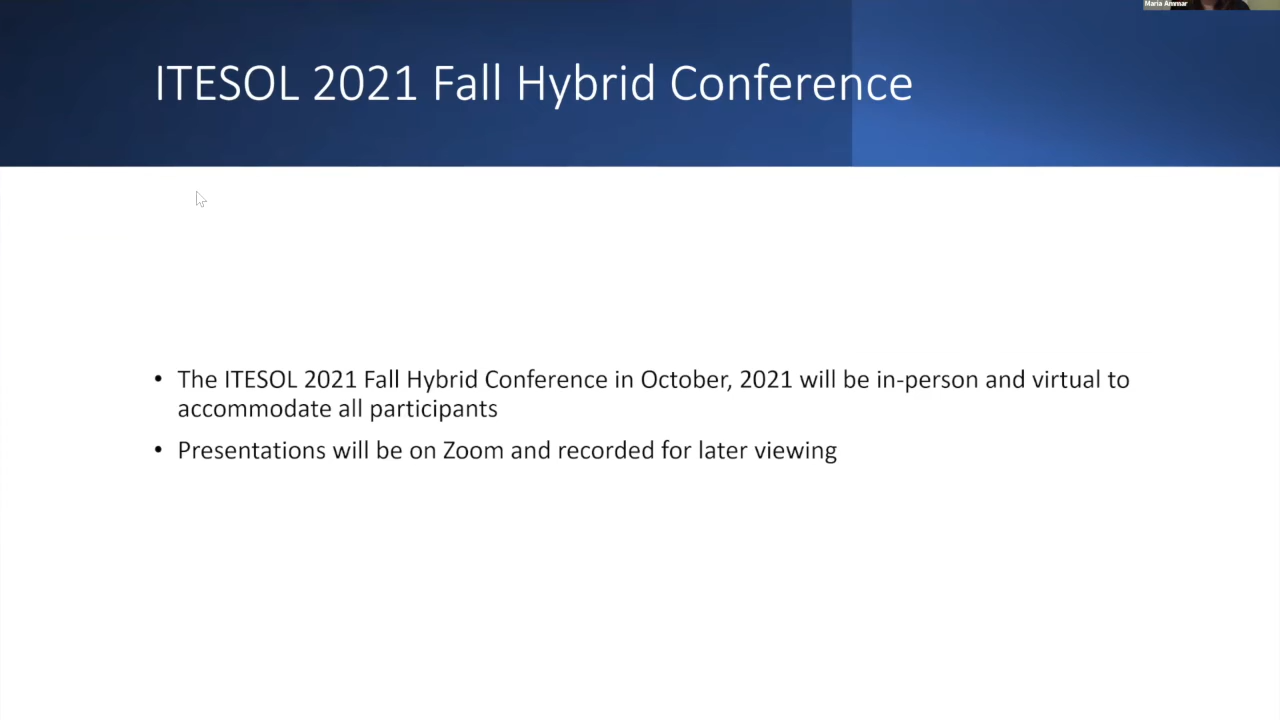 Maria Ammar
ITESOL 2021 Fall Hybrid Conference
• The ITESOL 2021 Fall Hybrid Conference in October, 2021 will be in-person and virtual to
accommodate all participants
• Presentations will be on Zoom and recorded for later viewing